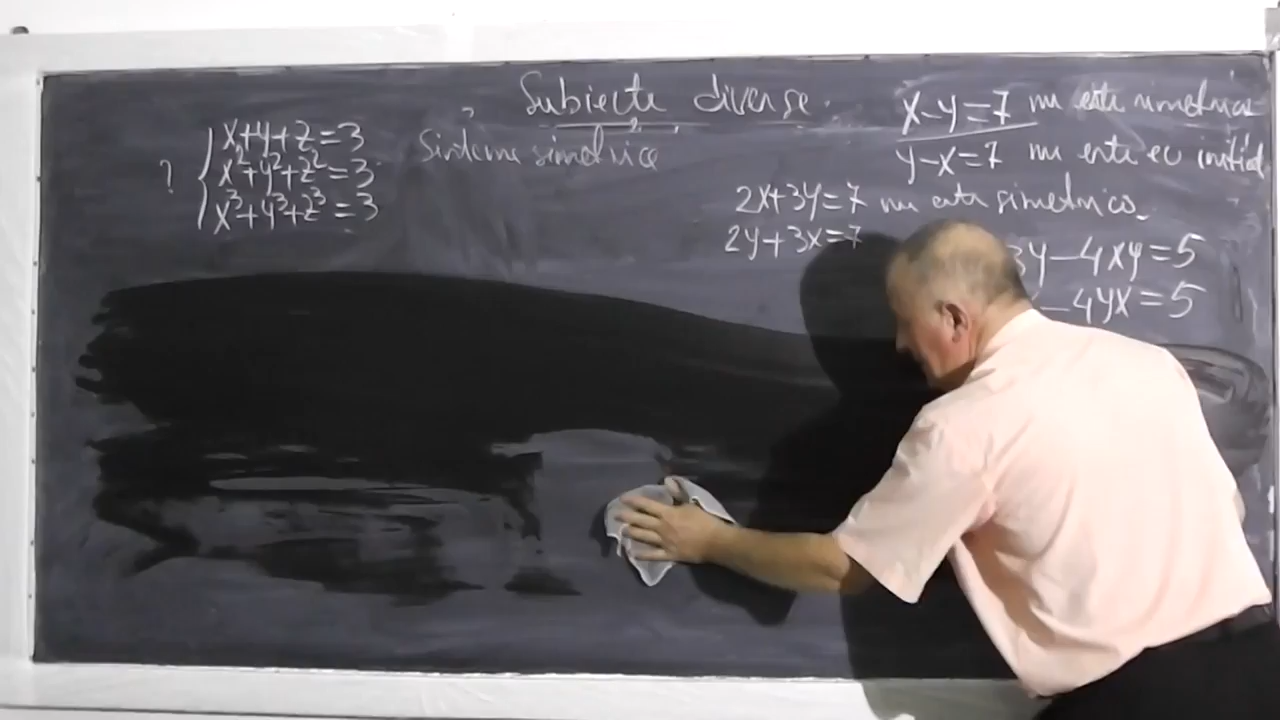 Subiecte diverse.
Sisteme simetrice
?
x+y+z=3
x²+y²+z²=3
x³+y³+z³=3
x-y=7 nu este simetrica
y-x=7 nu este ec initial
2x+3y=7 nu este simetrica.
2y+3x=7
3y-4xy=5
-4yx=5